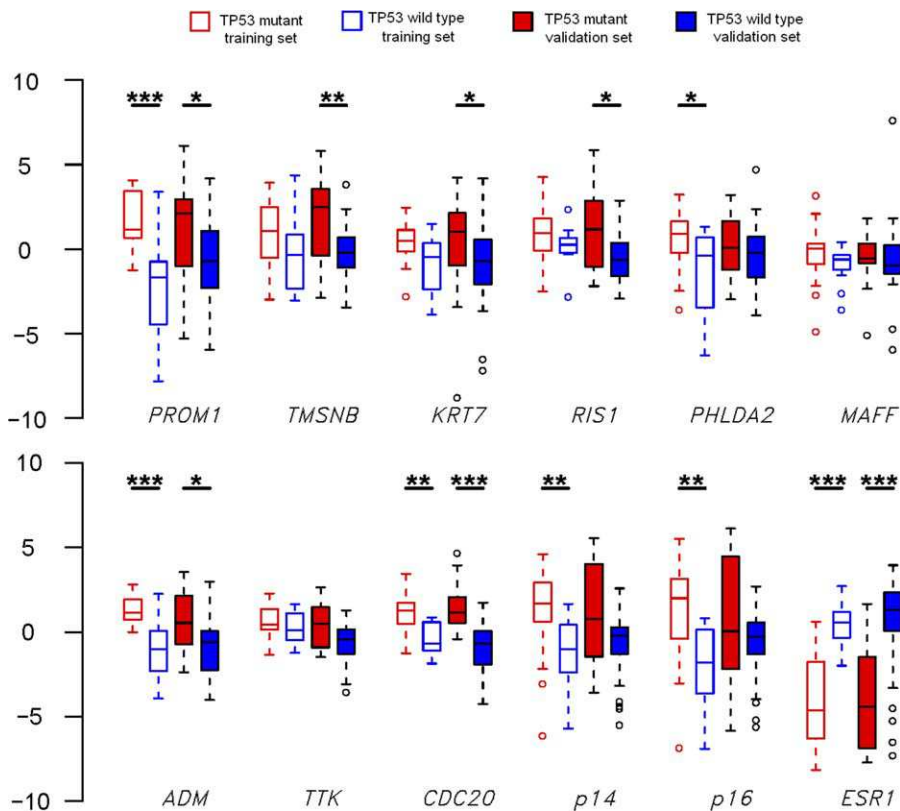 TP53 mutant training set
TP53 wild type training set
TP53 mutant validation set
TP53 wild type validation set
10
5
0
−5
−10
*** * ** * * *
PROM1 TMSNB KRT7 RIS1 PHLDA2 MAFF
10
5
0
−5
−10
*** * ** *** ** ** *** ***
ADM TTK CDC20 p14 p16 ESR1